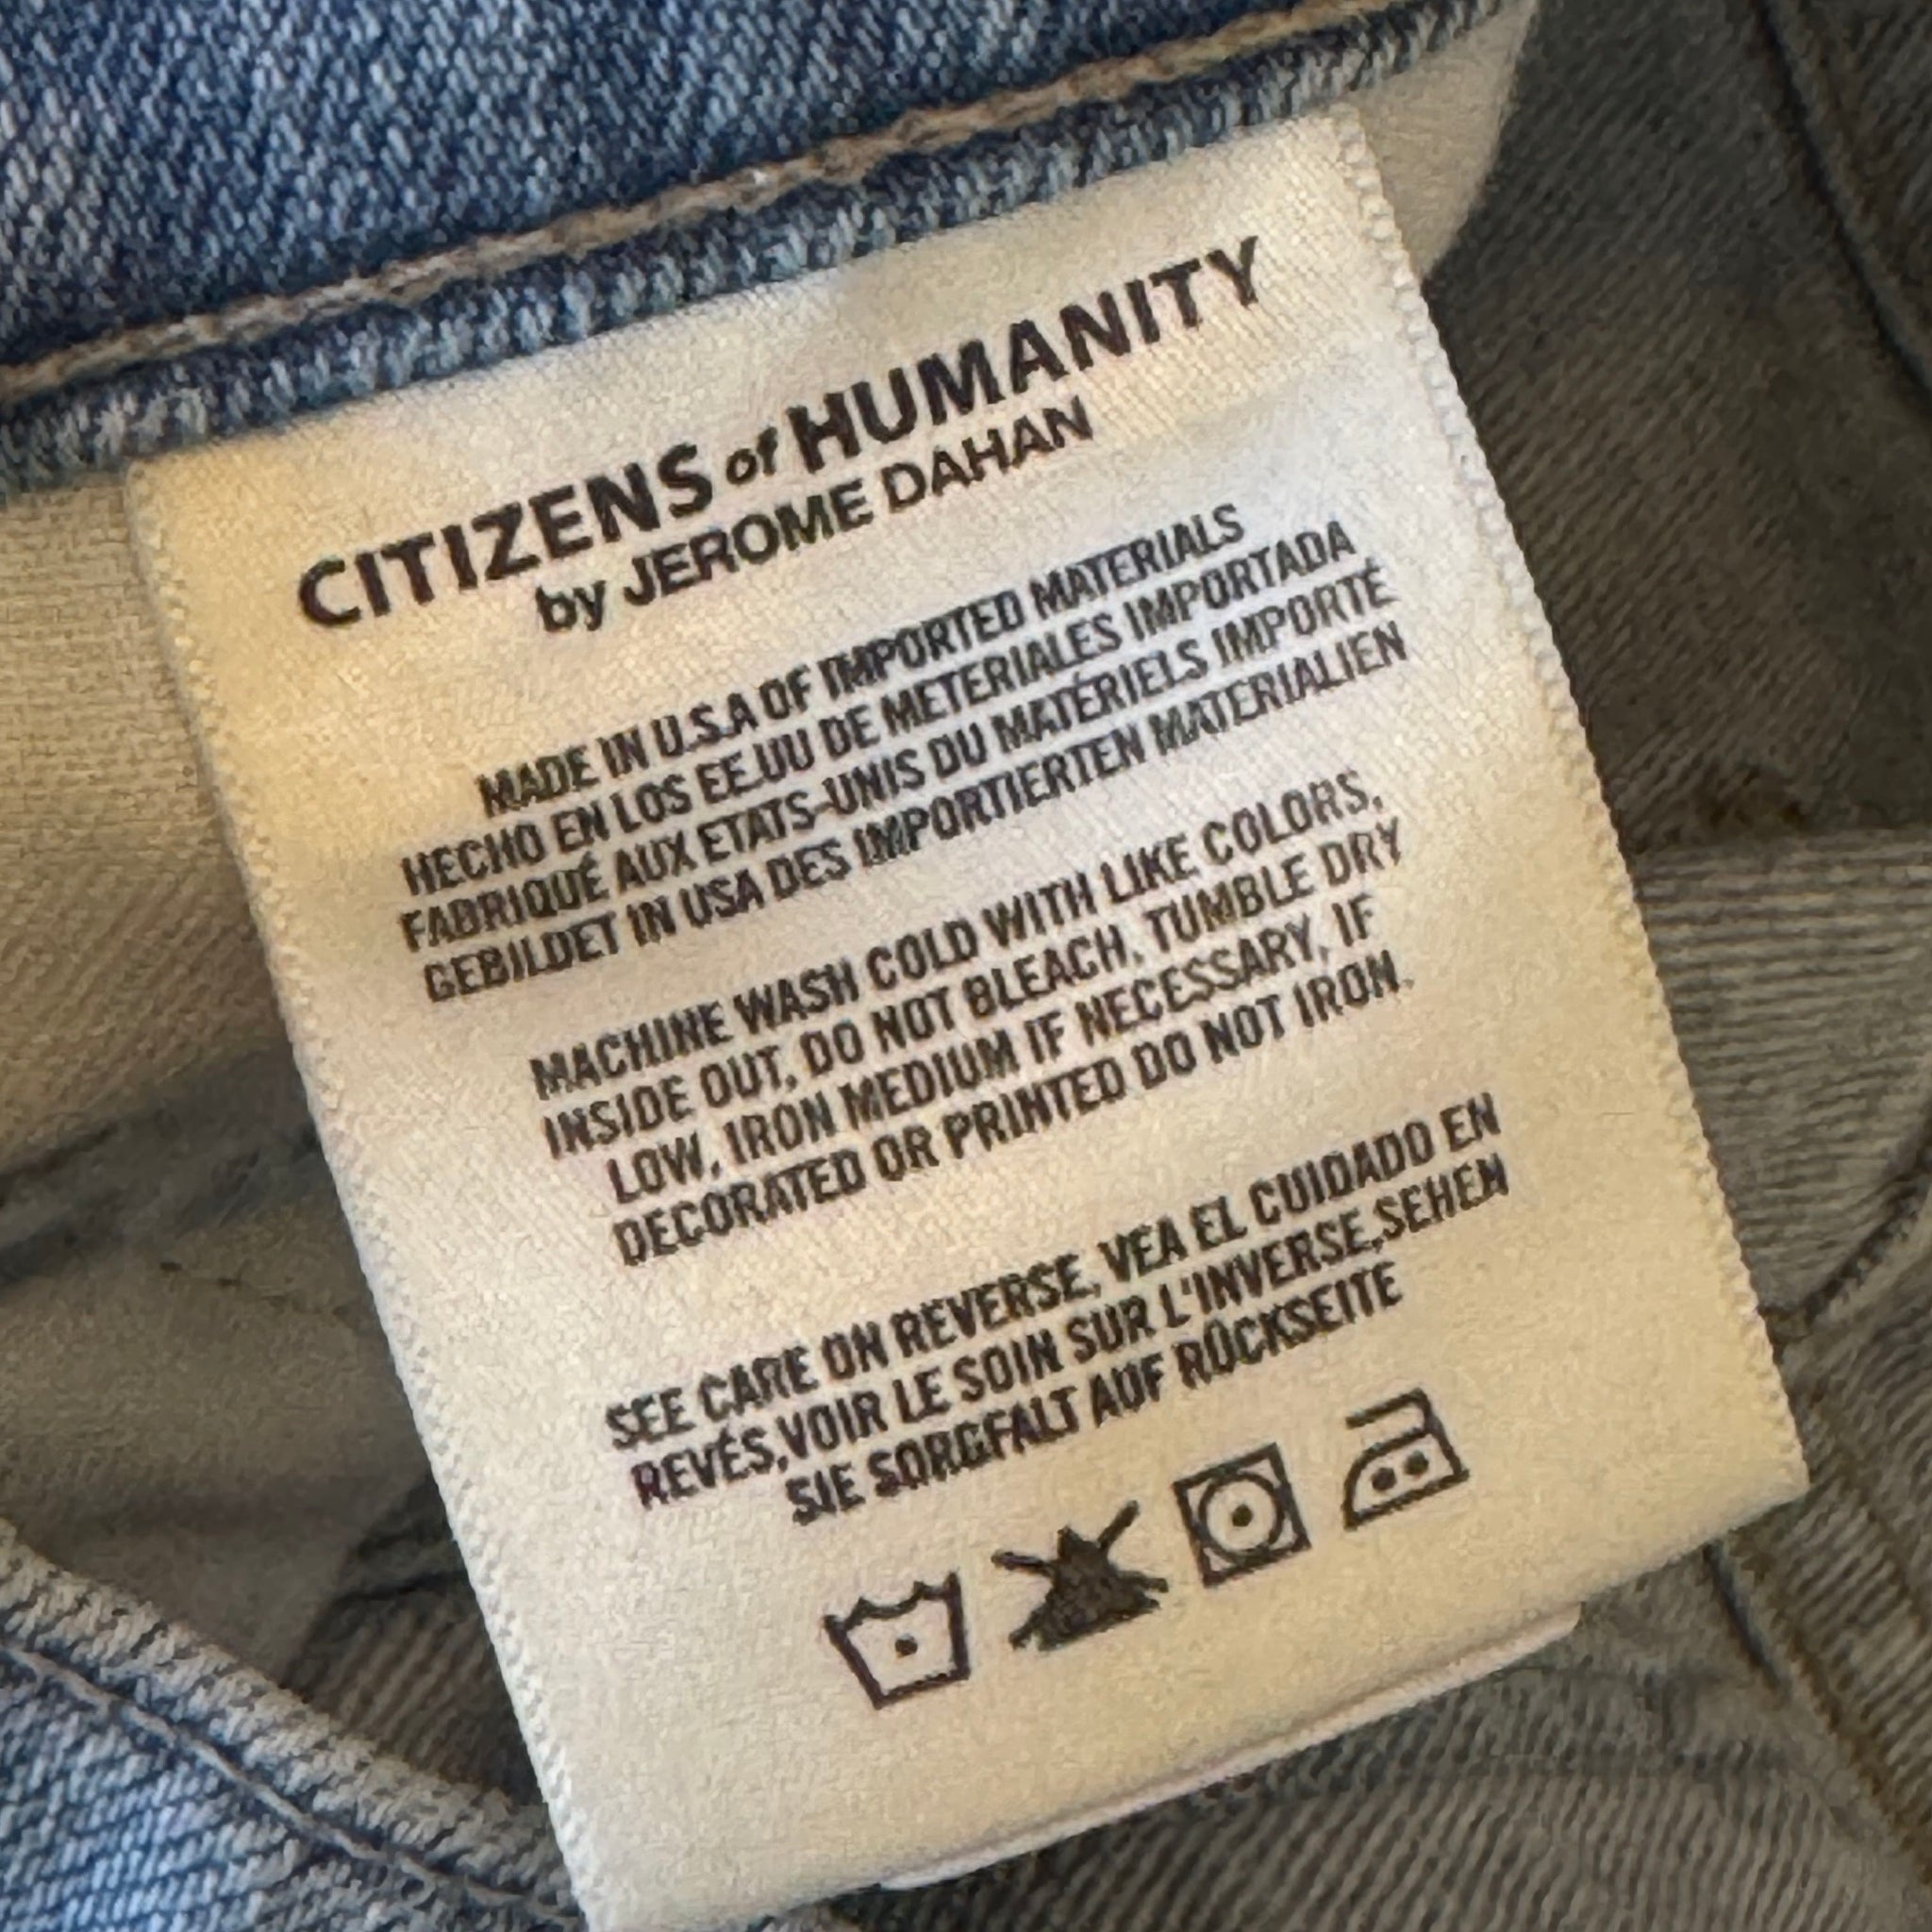 CITIZENS of HUMANITY
by JEROME DAHAN
MADE IN U.S.A OF IMPORTED MATERIALS
HECHO EN LOS EE.UU DE METERIALES IMPORTADA
FABRIQUÉ AUX ETATS-UNIS DU MATÉRIELS IMPORTÉ
GEBILDET IN USA DES IMPORTIERTEN MATERIALIEN
MACHINE WASH COLD WITH LIKE COLORS,
INSIDE OUT, DO NOT BLEACH, TUMBLE DRY
LOW, IRON MEDIUM IF NECESSARY, IF
DECORATED OR PRINTED DO NOT IRON.
SEE CARE ON REVERSE, VEA EL CUIDADO EN
REVÉS,VOIR LE SOIN SUR L'INVERSE,SEHEN
SIE SORGFALT AUF RÜCKSEITE